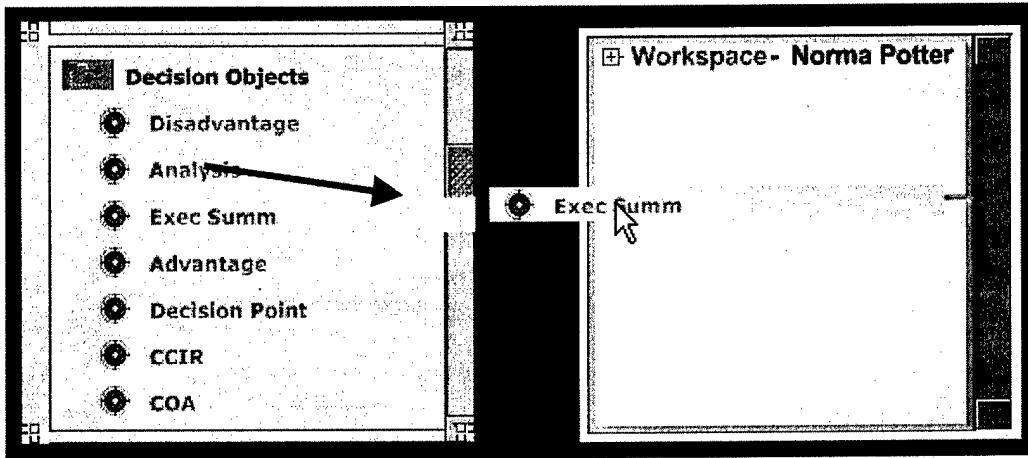 Decision Objects
Disadvantage
Analysis
Exec Summ
Advantage
Decision Point
CCIR
COA
Workspace - Norma Potter
Exec Summ